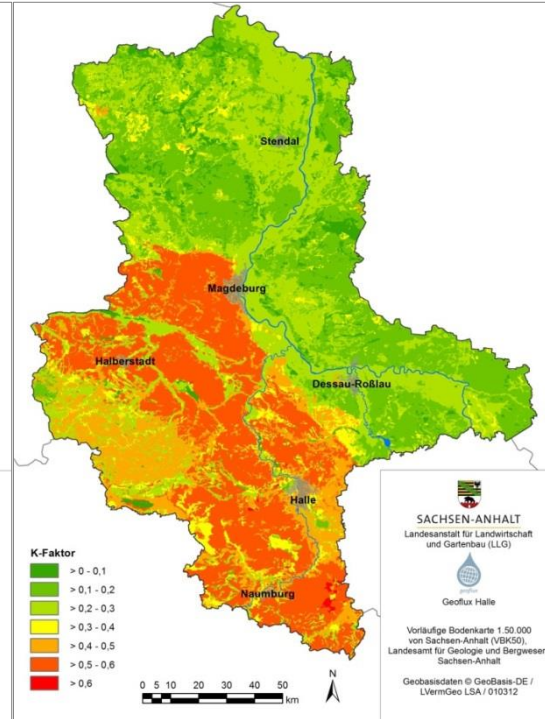 Stendal
Magdeburg
Halberstadt
Dessau-Roßlau
Halle
Naumburg
K-Faktor
> 0 - 0,1
> 0,1 - 0,2
> 0,2 - 0,3
> 0,3 - 0,4
> 0,4 - 0,5
> 0,5 - 0,6
> 0,6
0 5 10 20 30 40 50
km
N
SACHSEN-ANHALT
Landesanstalt für Landwirtschaft
und Gartenbau (LLG)
geoflux
Geoflux Halle
Vorläufige Bodenkarte 1:50.000
von Sachsen-Anhalt (VBK50),
Landesamt für Geologie und Bergwesen
Sachsen-Anhalt
Geobasisdaten © GeoBasis-DE /
LVermGeo LSA / 010312